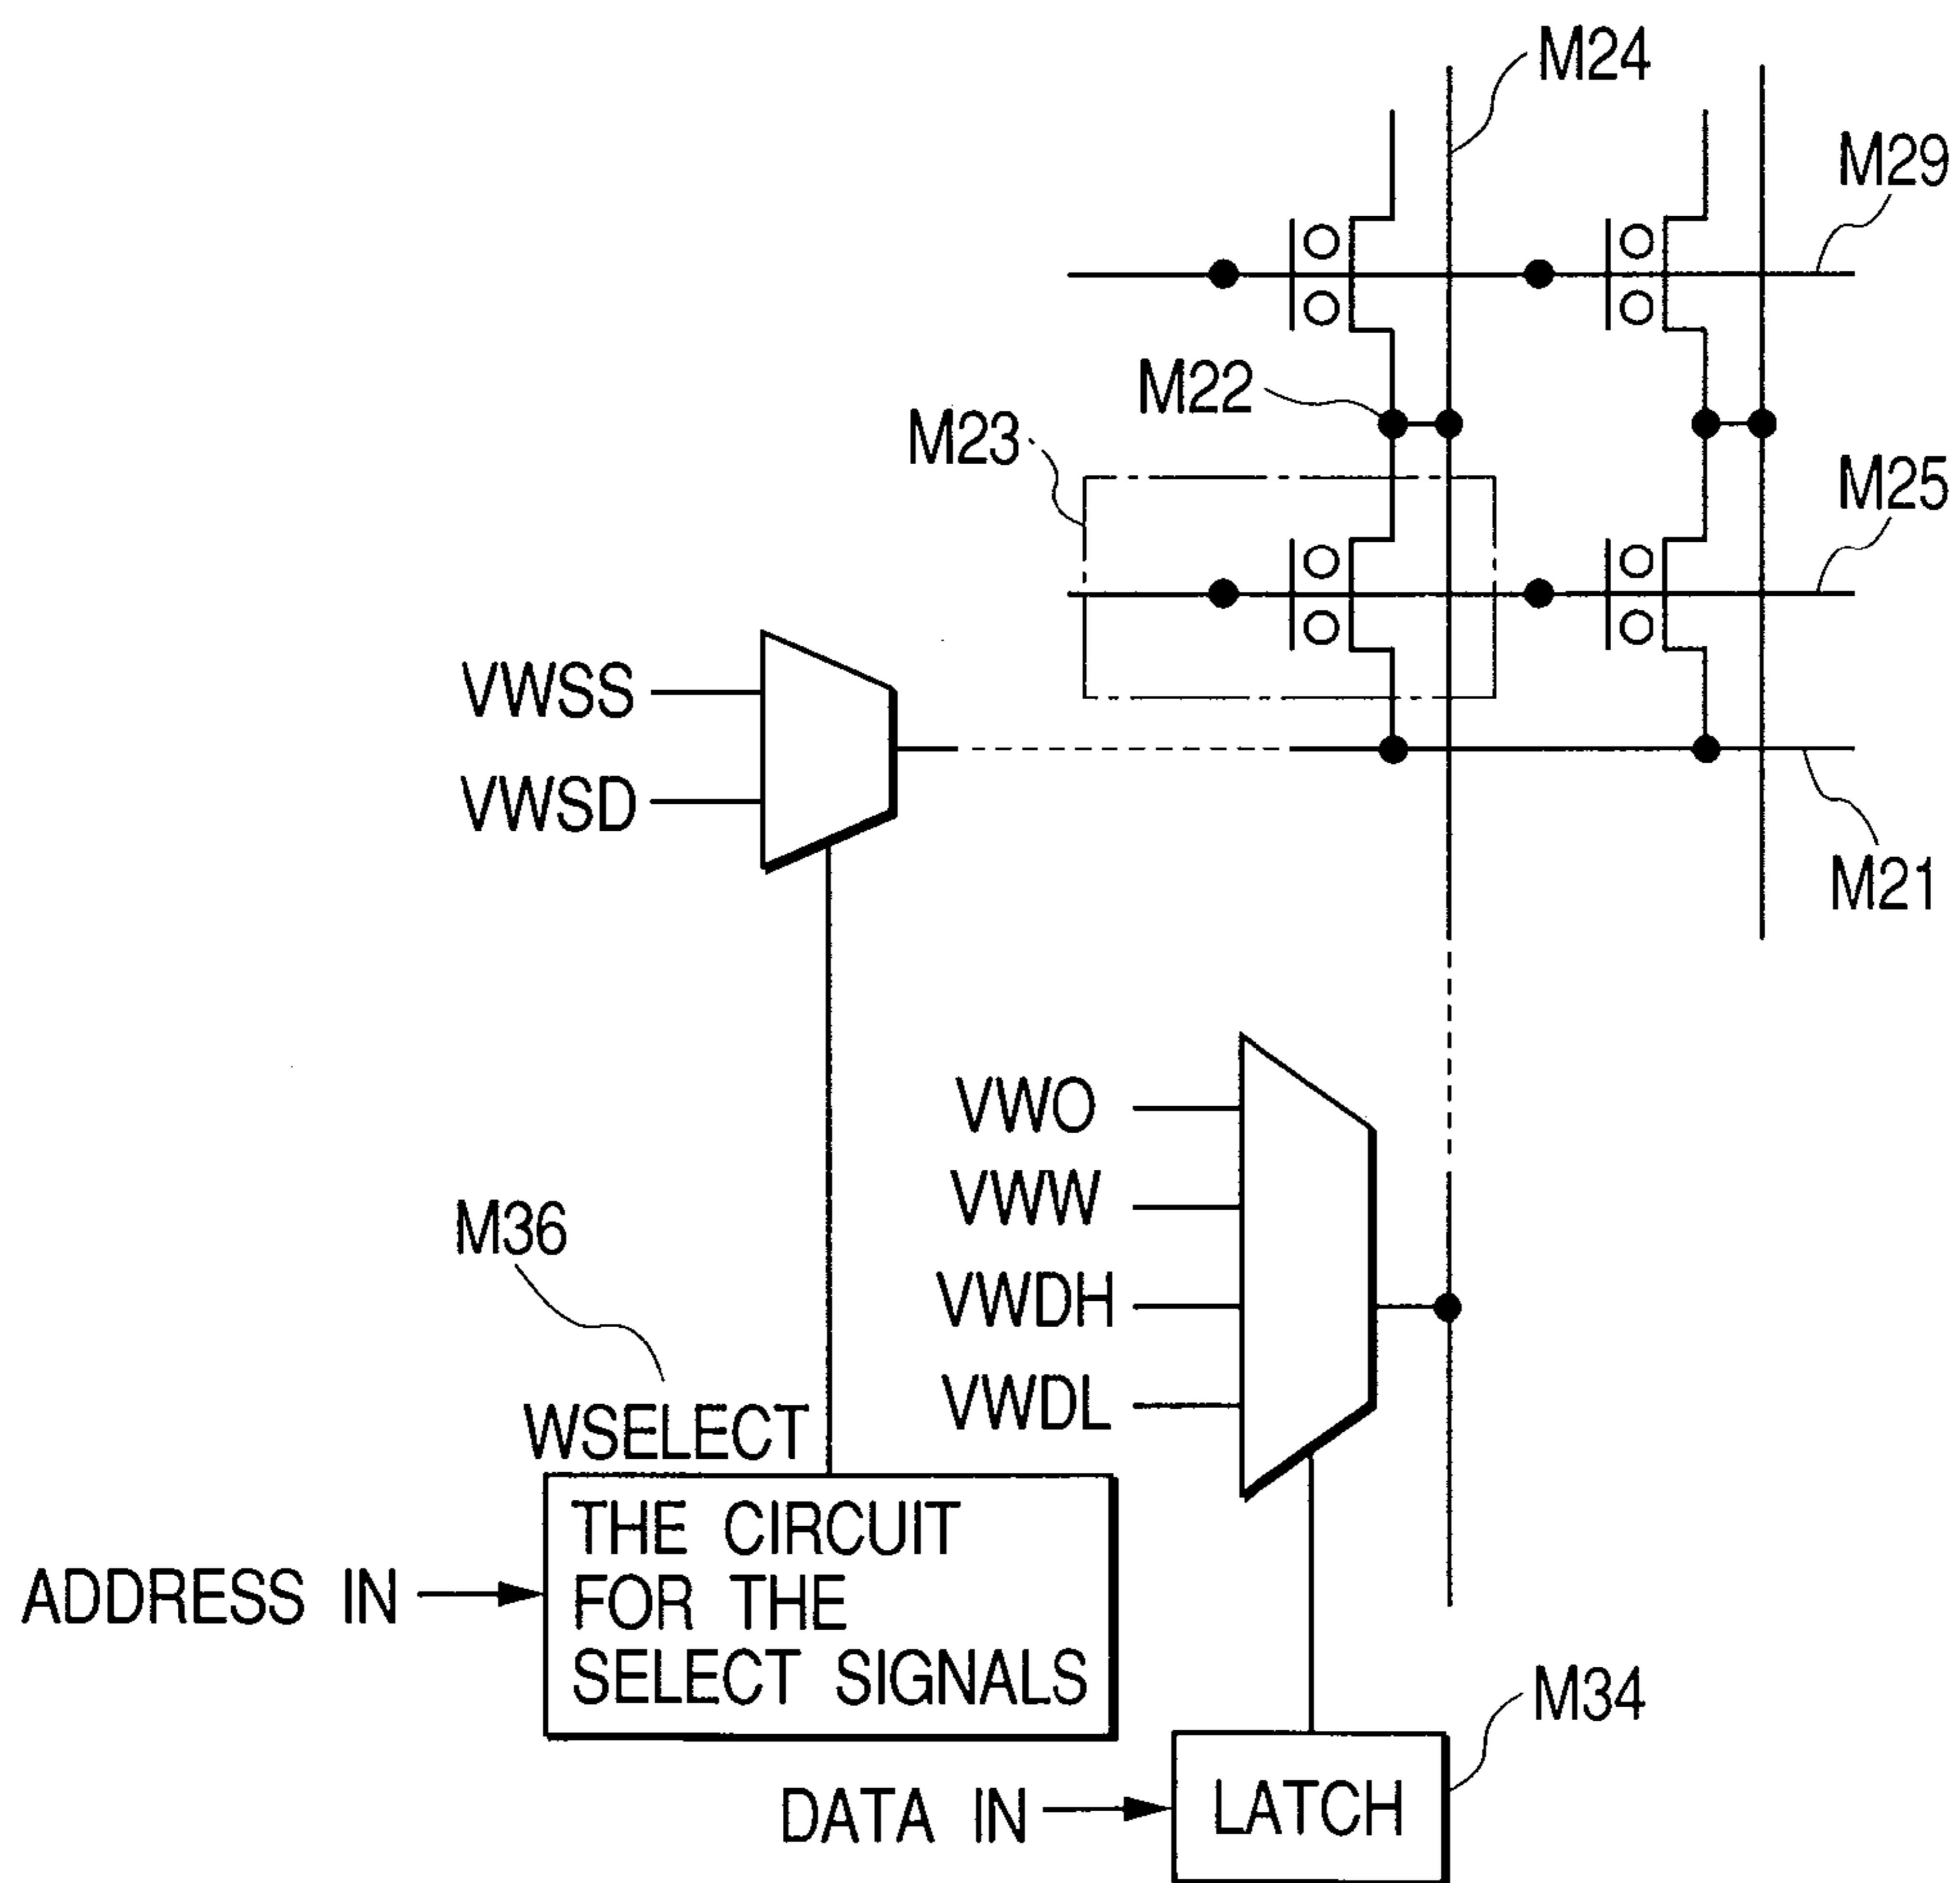 M24
M29
M22
M23
M25
VWSS
VWSD
M21
VWO
VWW
M36
VWDH
VWDL
WSELECT
THE CIRCUIT
FOR THE
SELECT SIGNALS
ADDRESS IN
M34
DATA IN
LATCH